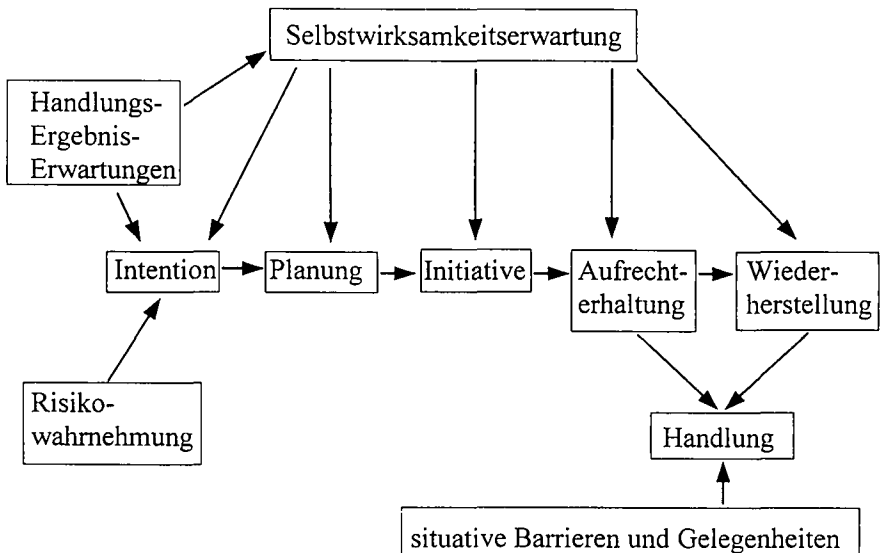 Selbstwirksamkeitserwartung
Handlungs-
Ergebnis-
Erwartungen
Intention
Planung
Initiative
Aufrecht-
erhaltung
Wieder-
herstellung
Risiko-
wahrnehmung
Handlung
situative Barrieren und Gelegenheiten